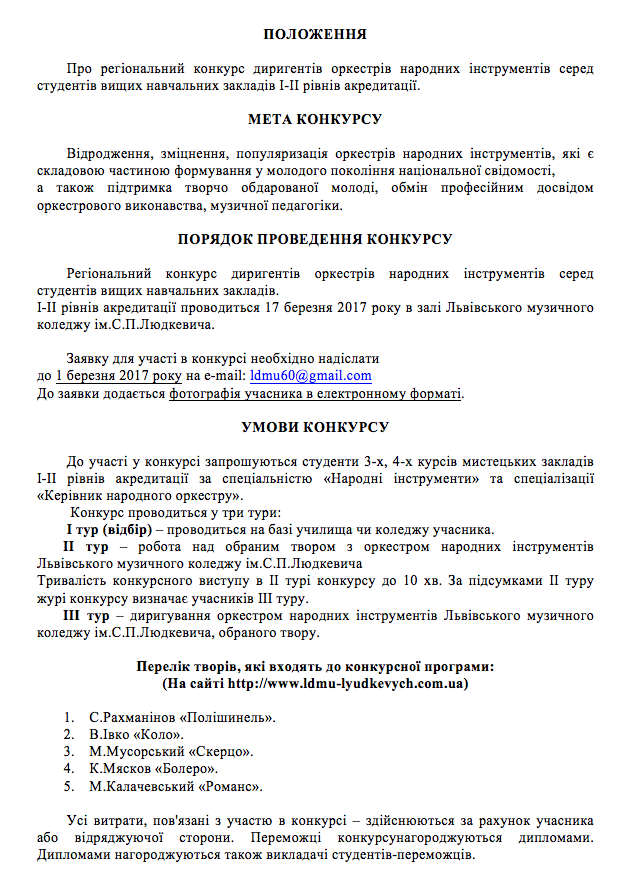 ПОЛОЖЕННЯ
Про регіональний конкурс диригентів оркестрів народних інструментів серед
студентів вищих навчальних закладів І-ІІ рівнів акредитації.
МЕТА КОНКУРСУ
Відродження, зміцнення, популяризація оркестрів народних інструментів, які є
складовою частиною формування у молодого покоління національної свідомості,
а також підтримка творчо обдарованої молоді, обмін професійним досвідом
оркестрового виконавства, музичної педагогіки.
ПОРЯДОК ПРОВЕДЕННЯ КОНКУРСУ
Регіональний конкурс диригентів оркестрів народних інструментів серед
студентів вищих навчальних закладів.
І-ІІ рівнів акредитації проводиться 17 березня 2017 року в залі Львівського музичного
коледжу ім.С.П.Людкевича.
Заявку для участі в конкурсі необхідно надіслати
до 1 березня 2017 року на e-mail: ldmu60@gmail.com
До заявки додається фотографія учасника в електронному форматі.
УМОВИ КОНКУРСУ
До участі у конкурсі запрошуються студенти 3-х, 4-х курсів мистецьких закладів
І-ІІ рівнів акредитації за спеціальністю «Народні інструменти» та спеціалізації
«Керівник народного оркестру».
Конкурс проводиться у три тури:
І тур (відбір) – проводиться на базі училища чи коледжу учасника.
ІІ тур – робота над обраним твором з оркестром народних інструментів
Львівського музичного коледжу ім.С.П.Людкевича
Тривалість конкурсного виступу в ІІ турі конкурсу до 10 хв. За підсумками ІІ туру
журі конкурсу визначає учасників ІІІ туру.
ІІІ тур – диригування оркестром народних інструментів Львівського музичного
коледжу ім.С.П.Людкевича, обраного твору.
Перелік творів, які входять до конкурсної програми:
(На сайті http://www.ldmu-lyudkevych.com.ua)
1. С.Рахманінов «Полішинель».
2. В.Івко «Коло».
3. М.Мусорський «Скерцо».
4. К.Мясков «Болеро».
5. М.Калачевський «Романс».
Усі витрати, пов'язані з участю в конкурсі – здійснюються за рахунок учасника
або відряджуючої сторони. Переможці конкурсунагороджуються дипломами.
Дипломами нагороджуються також викладачі студентів-переможців.